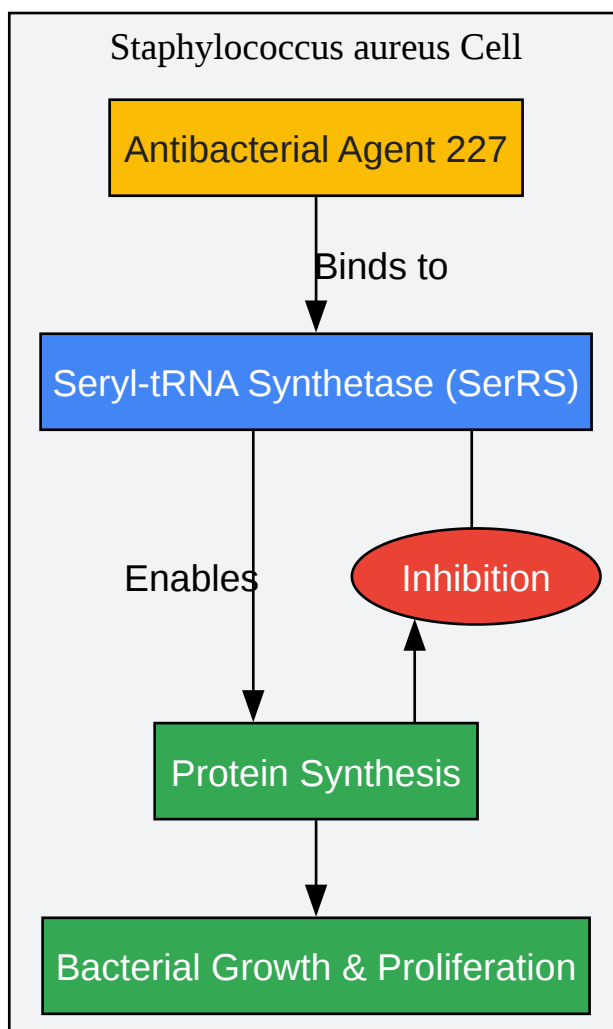 Staphylococcus aureus Cell
Antibacterial Agent 227
Binds to
Seryl-tRNA Synthetase (SerRS)
Enables
Inhibition
Protein Synthesis
Bacterial Growth & Proliferation